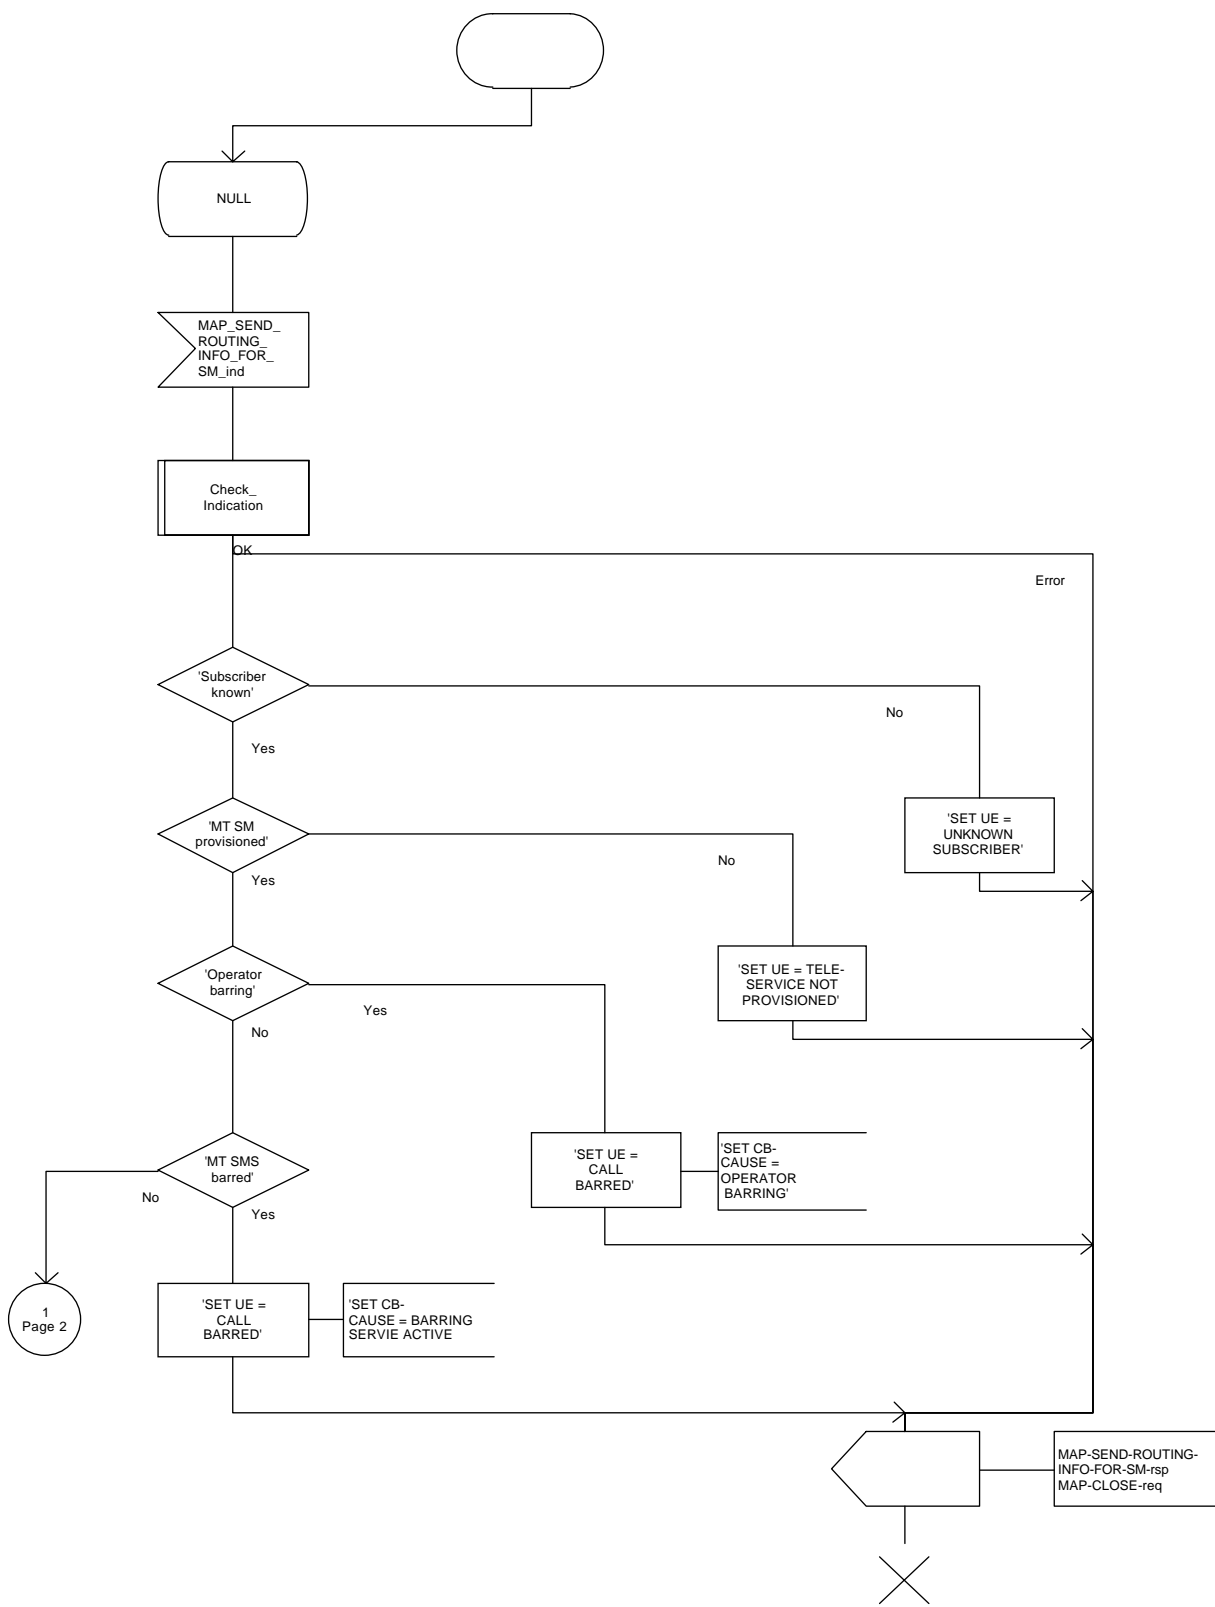 NULL
MAP_SEND_
ROUTING_
INFO_FOR_
SM_ind
Check_
Indication
OK
Error
'Subscriber
known'
No
Yes
'MT SM
provisioned'
No
Yes
'SET UE =
UNKNOWN
SUBSCRIBER'
'Operator
barring'
Yes
No
'SET UE = TELE-
SERVICE NOT
PROVISIONED'
'MT SMS
barred'
No
Yes
'SET UE =
CALL
BARRED'
'SET CB-
CAUSE =
OPERATOR
BARRING'
1
Page 2
'SET UE =
CALL
BARRED'
'SET CB-
CAUSE = BARRING
SERVIE ACTIVE
MAP-SEND-ROUTING-
INFO-FOR-SM-rsp
MAP-CLOSE-req